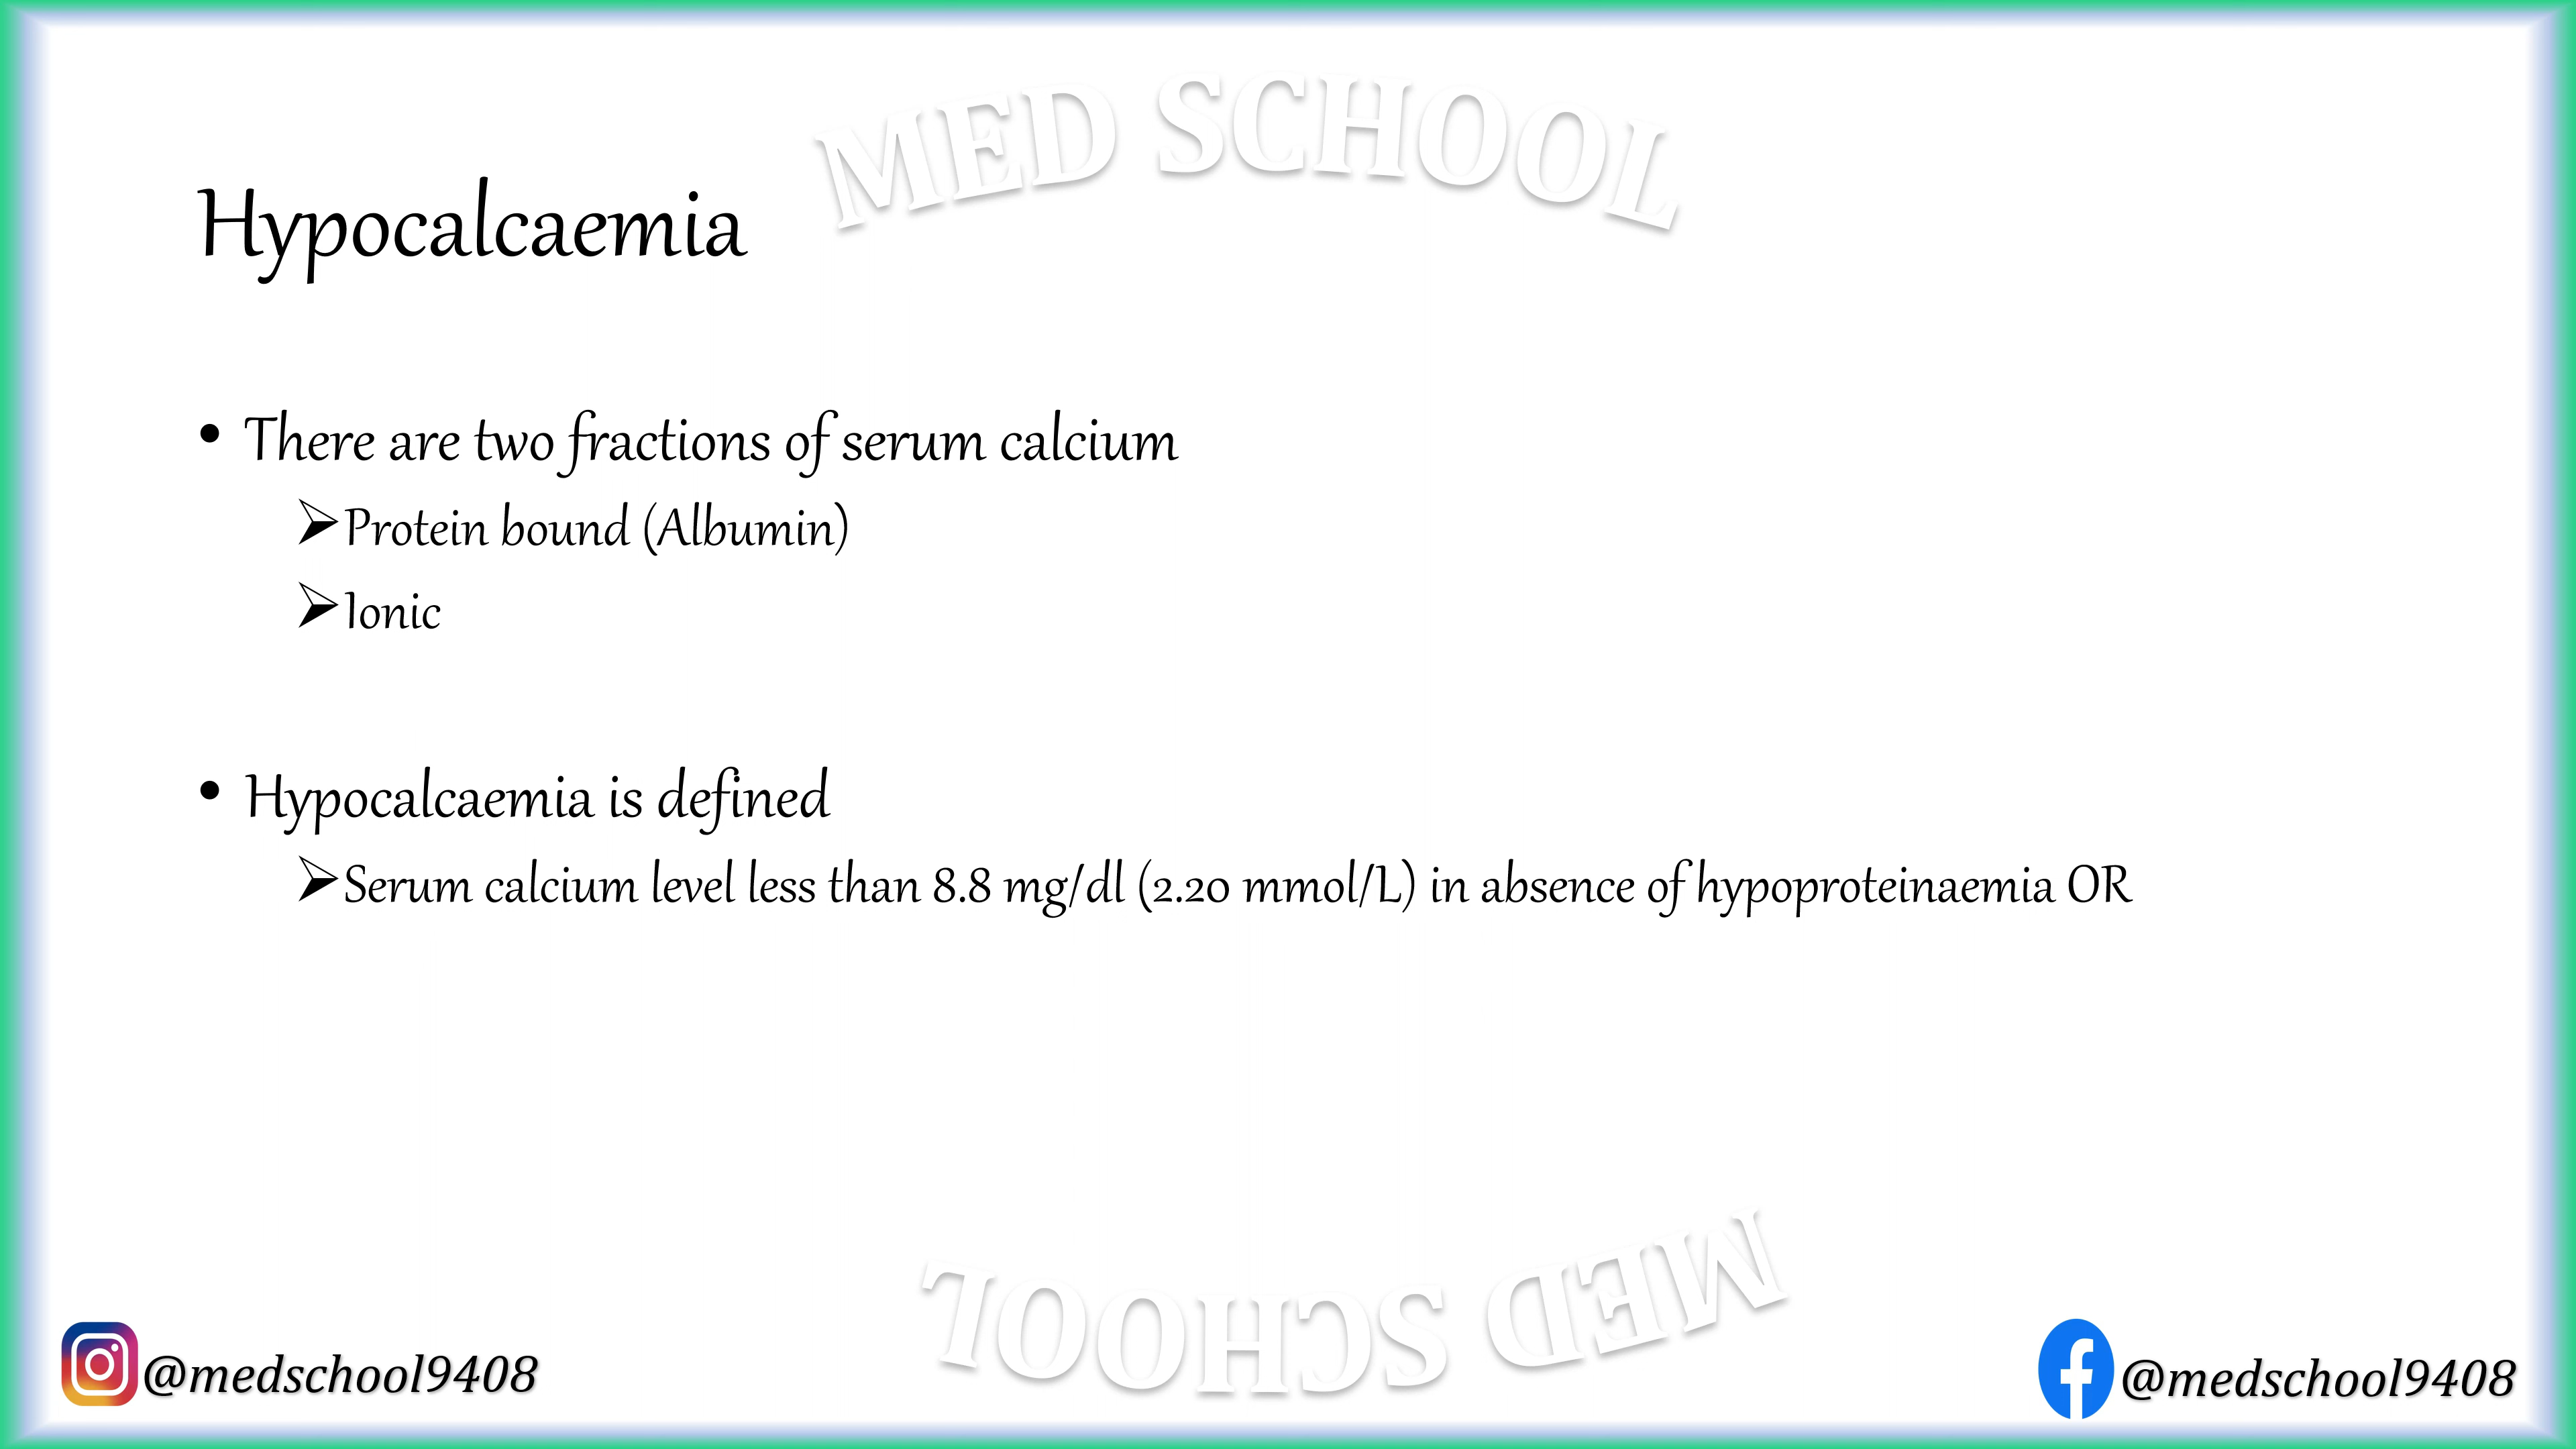 MED SCHOOL
Hypocalcaemia
• There are two fractions of serum calcium
➢Protein bound (Albumin)
➢Ionic
• Hypocalcaemia is defined
➢Serum calcium level less than 8.8 mg/dl (2.20 mmol/L) in absence of hypoproteinaemia OR
MED SCHOOL
@medschool9408
@medschool9408